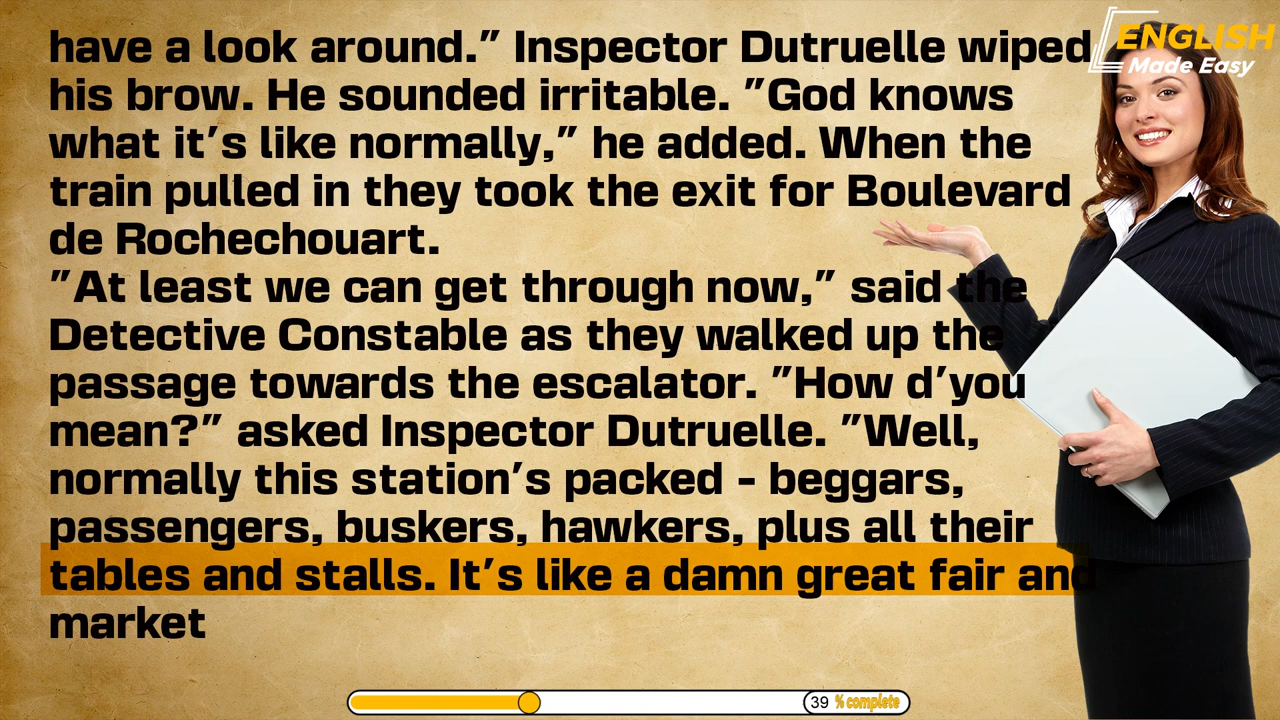 have a look around.” Inspector Dutruelle wiped
his brow. He sounded irritable. ”God knows
what it’s like normally,” he added. When the
train pulled in they took the exit for Boulevard
de Rochechouart.
”At least we can get through now,” said the
Detective Constable as they walked up the
passage towards the escalator. ”How d’you
mean?” asked Inspector Dutruelle. ”Well,
normally this station’s packed - beggars,
passengers, buskers, hawkers, plus all their
tables and stalls. It’s like a damn great fair and
market
ENGLISH
Made Easy
39 % complete